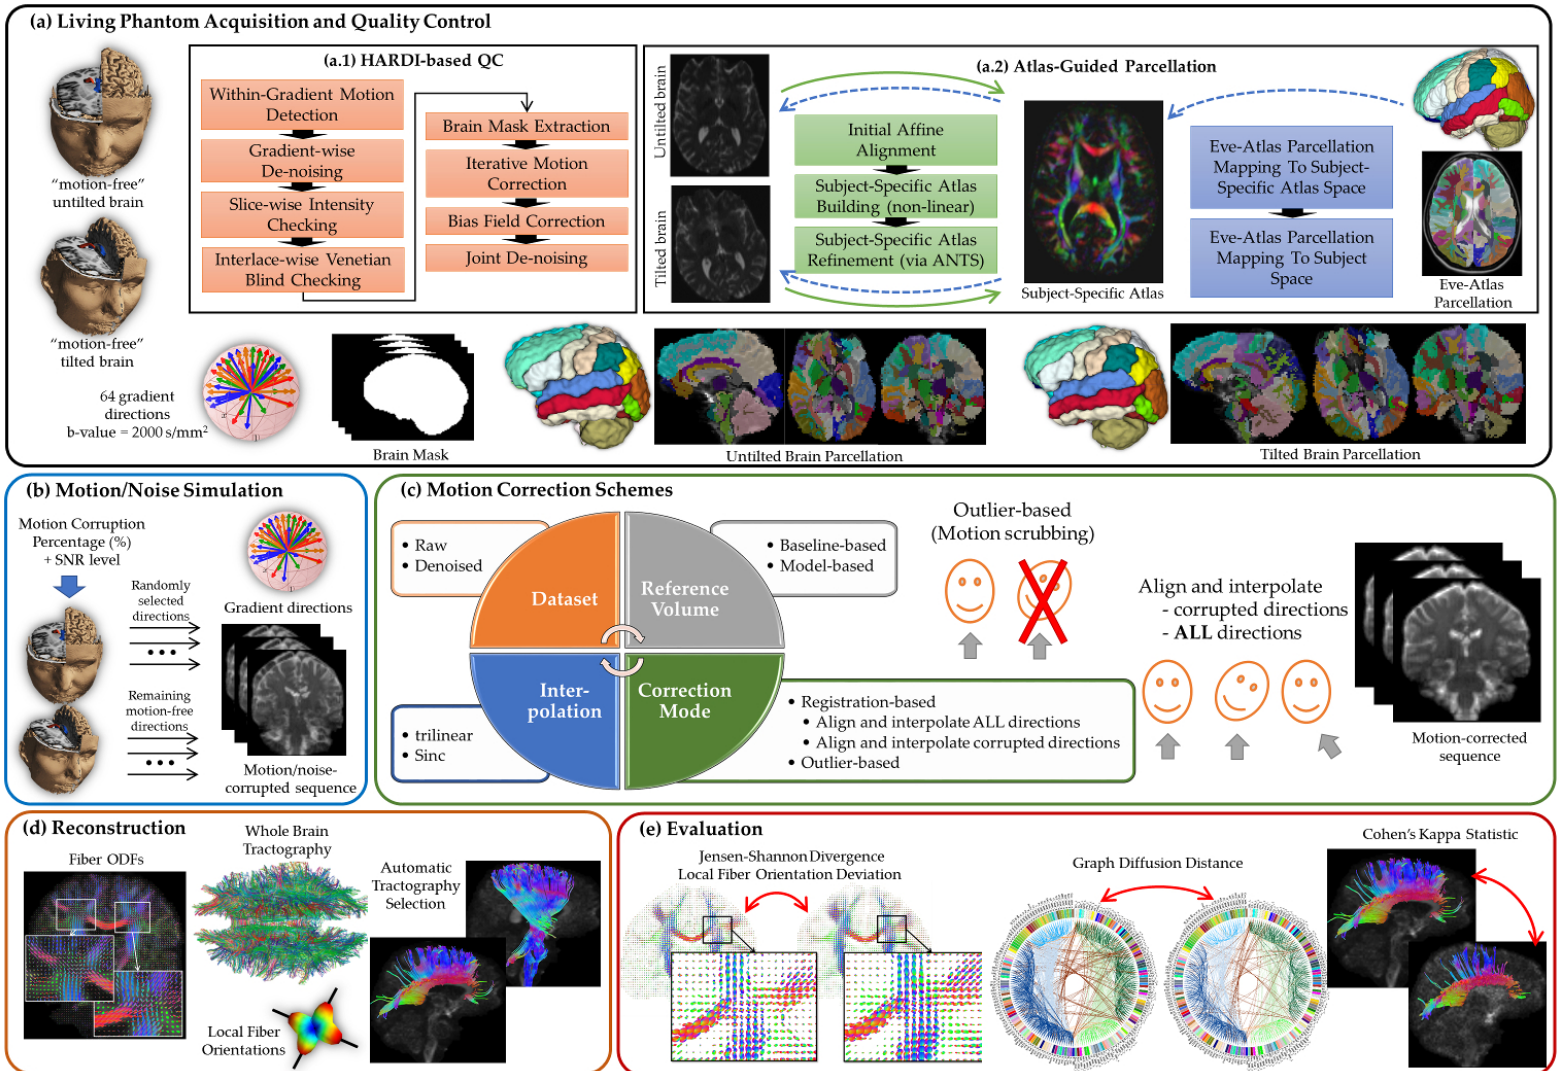 (a) Living Phantom Acquisition and Quality Control
“motion-free”
untilted brain
“motion-free”
tilted brain
(a.1) HARDI-based QC
Within-Gradient Motion
Detection
Gradient-wise
De-noising
Slice-wise Intensity
Checking
Interlace-wise Venetian
Blind Checking
Brain Mask Extraction
Iterative Motion
Correction
Bias Field Correction
Joint De-noising
(a.2) Atlas-Guided Parcellation
Untilted brain
Tilted brain
Initial Affine
Alignment
Subject-Specific Atlas
Building (non-linear)
Subject-Specific Atlas
Refinement (via ANTS)
Subject-Specific Atlas
Eve-Atlas Parcellation
Mapping To Subject-
Specific Atlas Space
Eve-Atlas Parcellation
Mapping To Subject
Space
Eve-Atlas
Parcellation
64 gradient
directions
b-value = 2000 s/mm²
Brain Mask
Untilted Brain Parcellation
Tilted Brain Parcellation
(b) Motion/Noise Simulation
Motion Corruption
Percentage (%)
+ SNR level
Randomly
selected
directions
Gradient directions
Remaining
motion-free
directions
Motion/noise-
corrupted sequence
(c) Motion Correction Schemes
• Raw
• Denoised
Dataset
Reference
Volume
• Baseline-based
• Model-based
Inter-
polation
• trilinear
• Sinc
Correction
Mode
• Registration-based
• Align and interpolate ALL directions
• Align and interpolate corrupted directions
• Outlier-based
Outlier-based
(Motion scrubbing)
Align and interpolate
- corrupted directions
- ALL directions
Motion-corrected
sequence
(d) Reconstruction
Fiber ODFs
Whole Brain
Tractography
Automatic
Tractography
Selection
Local Fiber
Orientations
(e) Evaluation
Jensen-Shannon Divergence
Local Fiber Orientation Deviation
Graph Diffusion Distance
Cohen’s Kappa Statistic